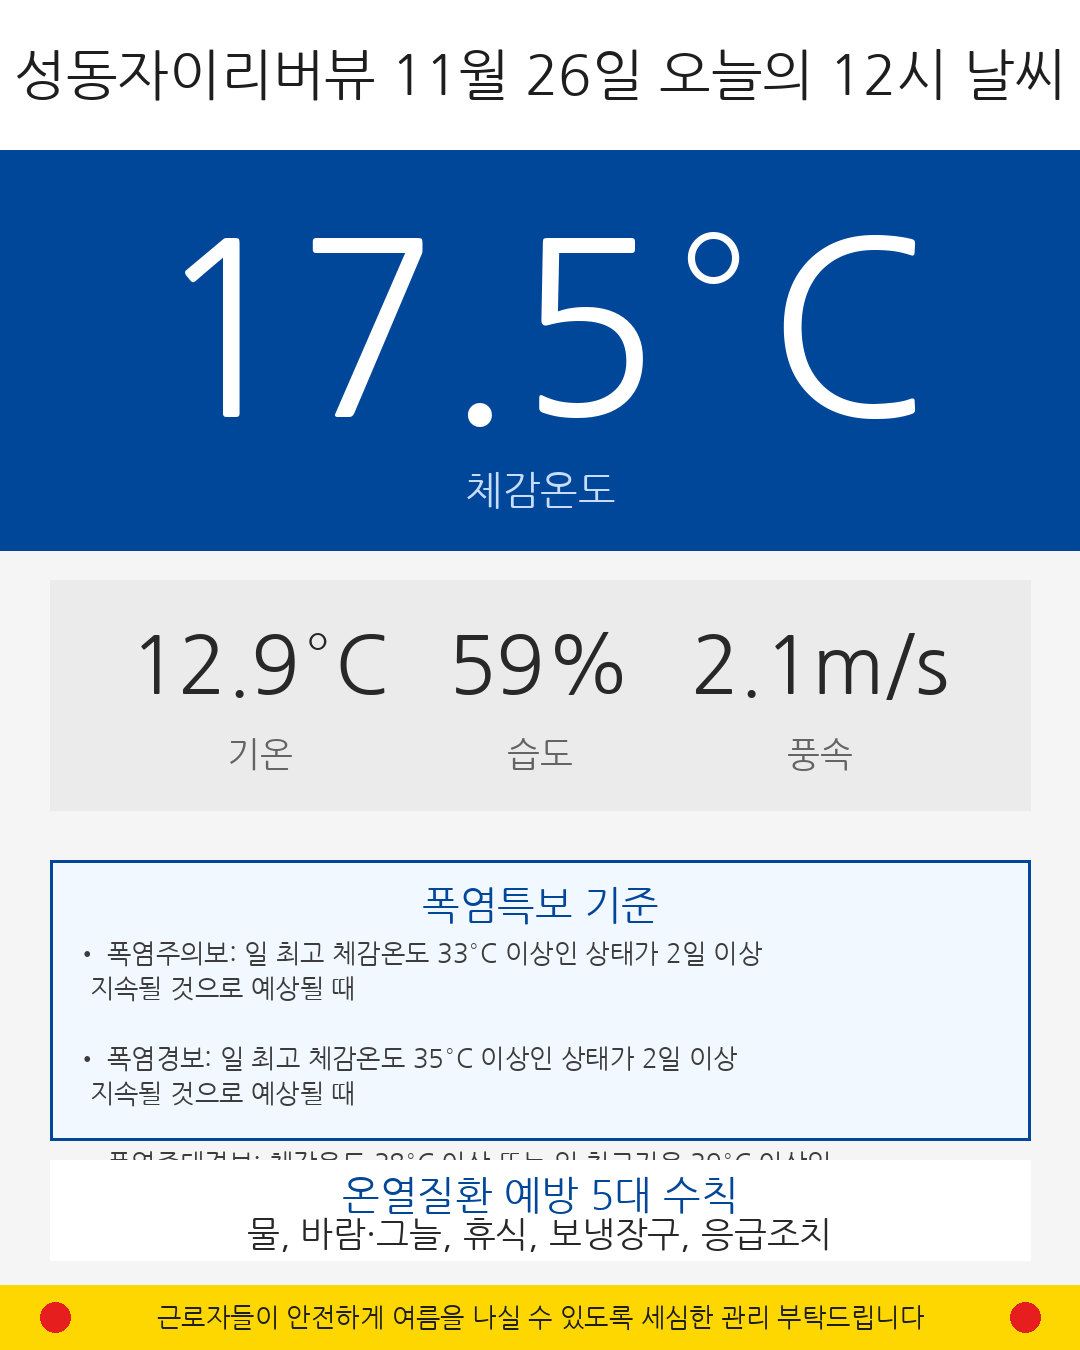 성동자이리버뷰 11월 26일 오늘의 12시 날씨
17.5°C
체감온도
12.9°C 59% 2.1m/s
기온 습도 풍속
폭염특보 기준
• 폭염주의보: 일 최고 체감온도 33°C 이상인 상태가 2일 이상
지속될 것으로 예상될 때
• 폭염경보: 일 최고 체감온도 35°C 이상인 상태가 2일 이상
지속될 것으로 예상될 때
온열질환 예방 5대 수칙
물, 바람·그늘, 휴식, 보냉장구, 응급조치
근로자들이 안전하게 여름을 나실 수 있도록 세심한 관리 부탁드립니다